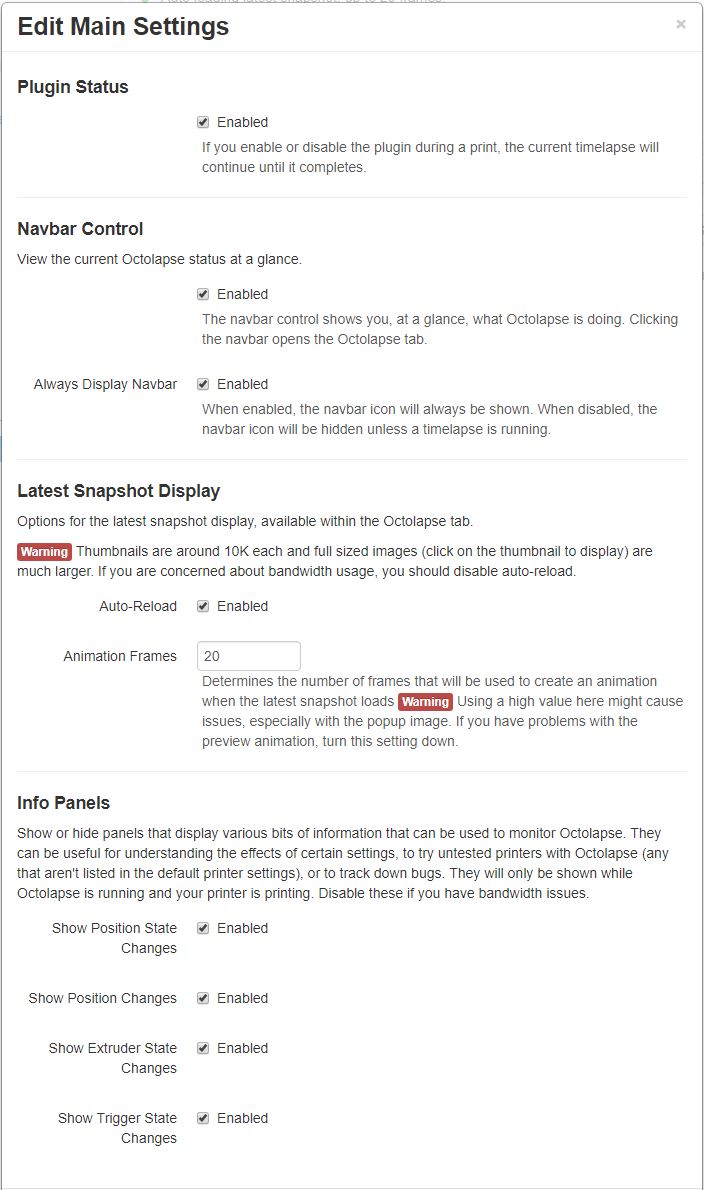 Edit Main Settings
×
Plugin Status
Enabled
If you enable or disable the plugin during a print, the current timelapse will
continue until it completes.
Navbar Control
View the current Octolapse status at a glance.
Enabled
The navbar control shows you, at a glance, what Octolapse is doing. Clicking
the navbar opens the Octolapse tab.
Always Display Navbar Enabled
When enabled, the navbar icon will always be shown. When disabled, the
navbar icon will be hidden unless a timelapse is running.
Latest Snapshot Display
Options for the latest snapshot display, available within the Octolapse tab.
Warning Thumbnails are around 10K each and full sized images (click on the thumbnail to display) are
much larger. If you are concerned about bandwidth usage, you should disable auto-reload.
Auto-Reload Enabled
Animation Frames 20
Determines the number of frames that will be used to create an animation
when the latest snapshot loads Warning Using a high value here might cause
issues, especially with the popup image. If you have problems with the
preview animation, turn this setting down.
Info Panels
Show or hide panels that display various bits of information that can be used to monitor Octolapse. They
can be useful for understanding the effects of certain settings, to try untested printers with Octolapse (any
that aren't listed in the default printer settings), or to track down bugs. They will only be shown while
Octolapse is running and your printer is printing. Disable these if you have bandwidth issues.
Show Position State Enabled
Changes
Show Position Changes Enabled
Show Extruder State Enabled
Changes
Show Trigger State Enabled
Changes